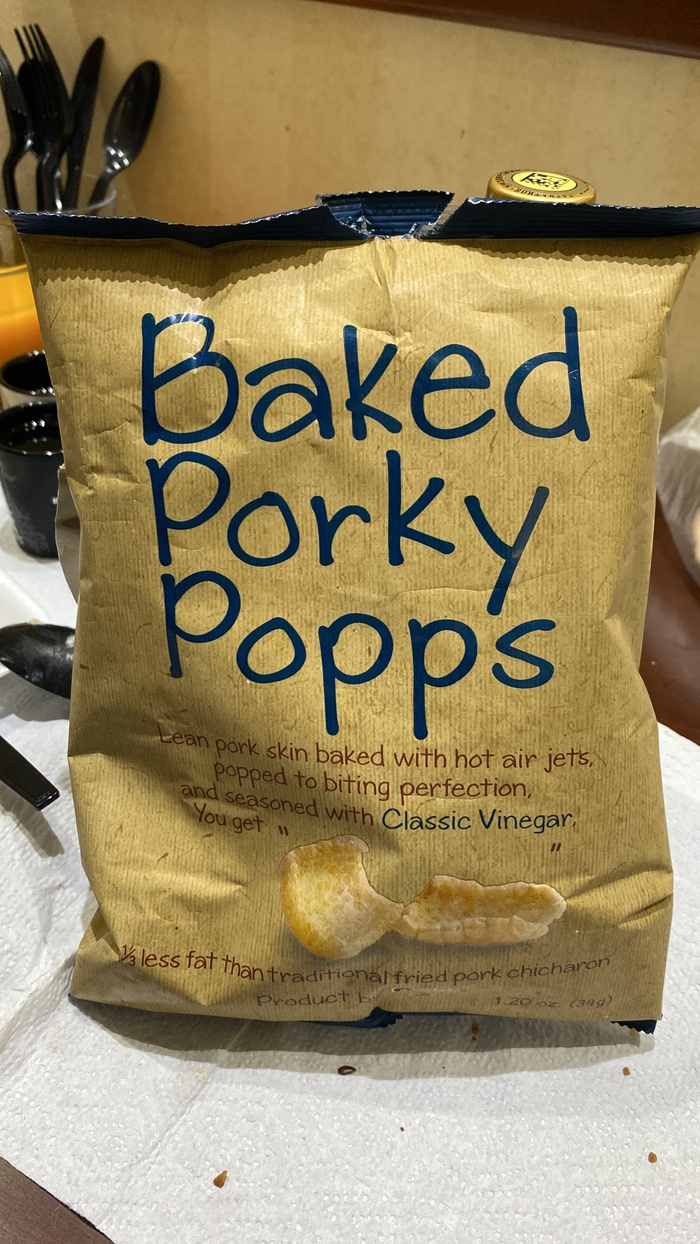 Baked
Porky
Popps
Lean pork skin baked with hot air jets,
popped to biting perfection,
and seasoned with Classic Vinegar.
You get " "
⅓ less fat than traditional fried pork chicharon
Product 1.20 oz. (34g)